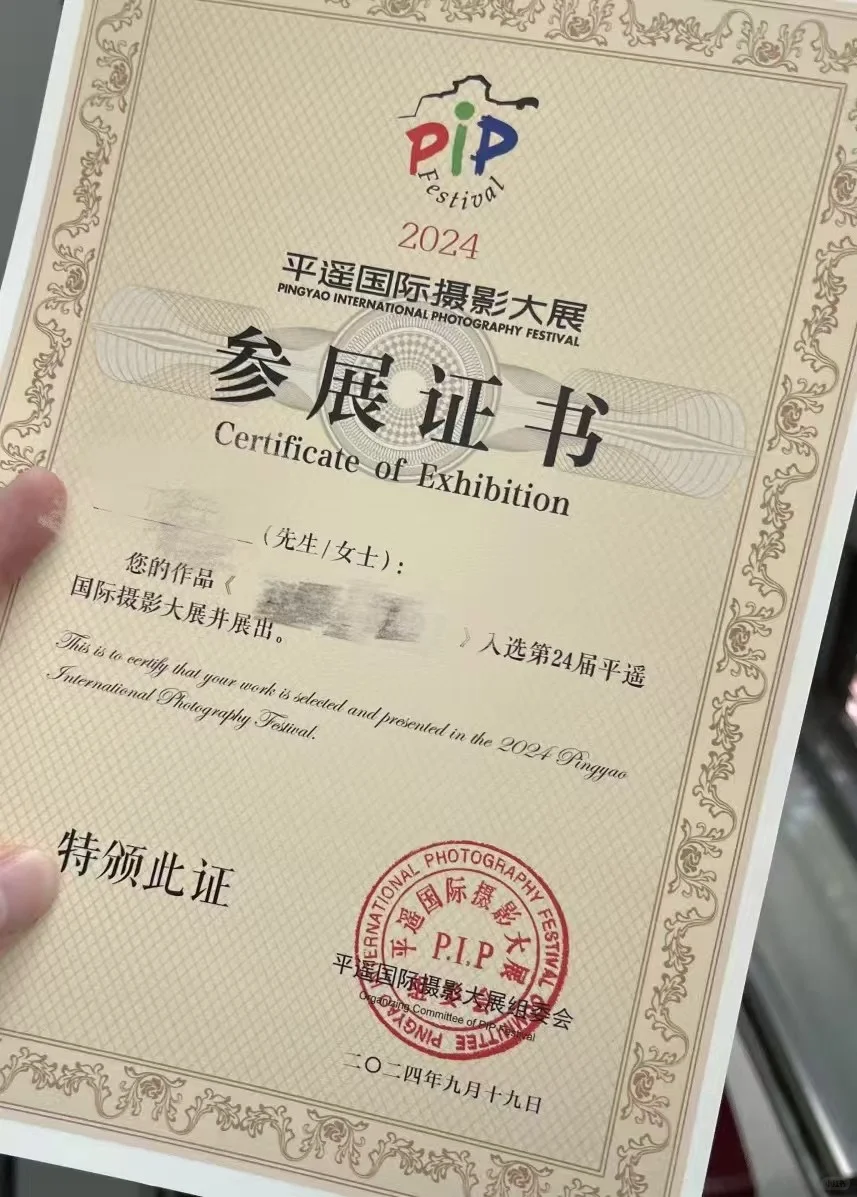 PIP
Festival
2024
平遥国际摄影大展
PINGYAO INTERNATIONAL PHOTOGRAPHY FESTIVAL
参展证书
Certificate of Exhibition
（先生/女士）：
您的作品《 》入选第24届平遥
国际摄影大展并展出。
This is to certify that your work is selected and presented in the 2024 Pingyao
International Photography Festival.
特颁此证
PINGYAO INTERNATIONAL PHOTOGRAPHY FESTIVAL COMMITTEE
平遥国际摄影大展
P.I.P
组委会
平遥国际摄影大展组委会
Organizing Committee of PIP Festival
二〇二四年九月十九日